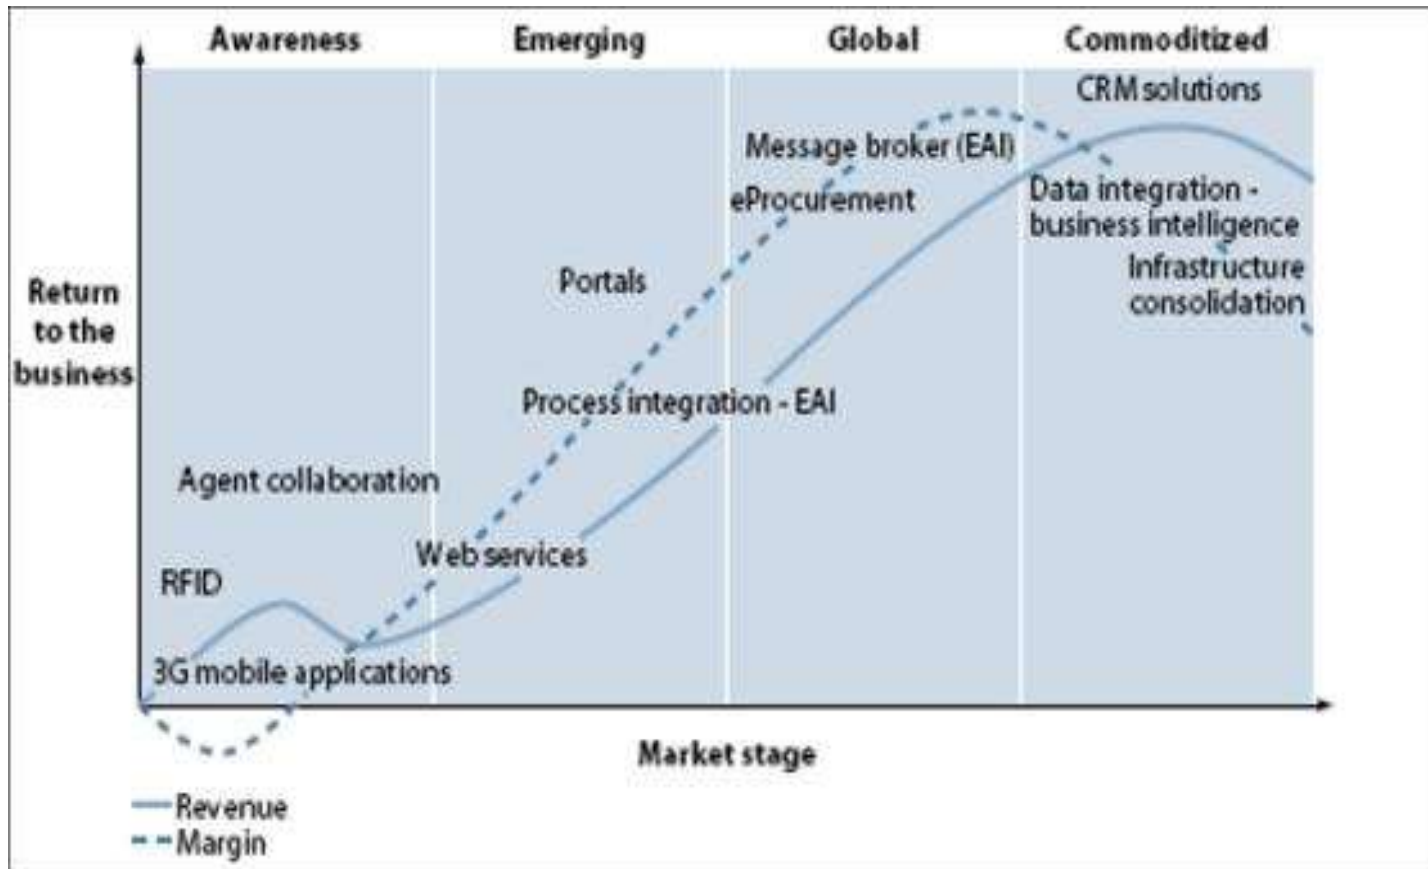 Awareness
Emerging
Global
Commoditized
CRM solutions
Message broker (EAI)
eProcurement
Data integration -
business intelligence
Infrastructure
consolidation
Portals
Return
to the
business
Process integration - EAI
Agent collaboration
Web services
RFID
3G mobile applications
Market stage
Revenue
Margin